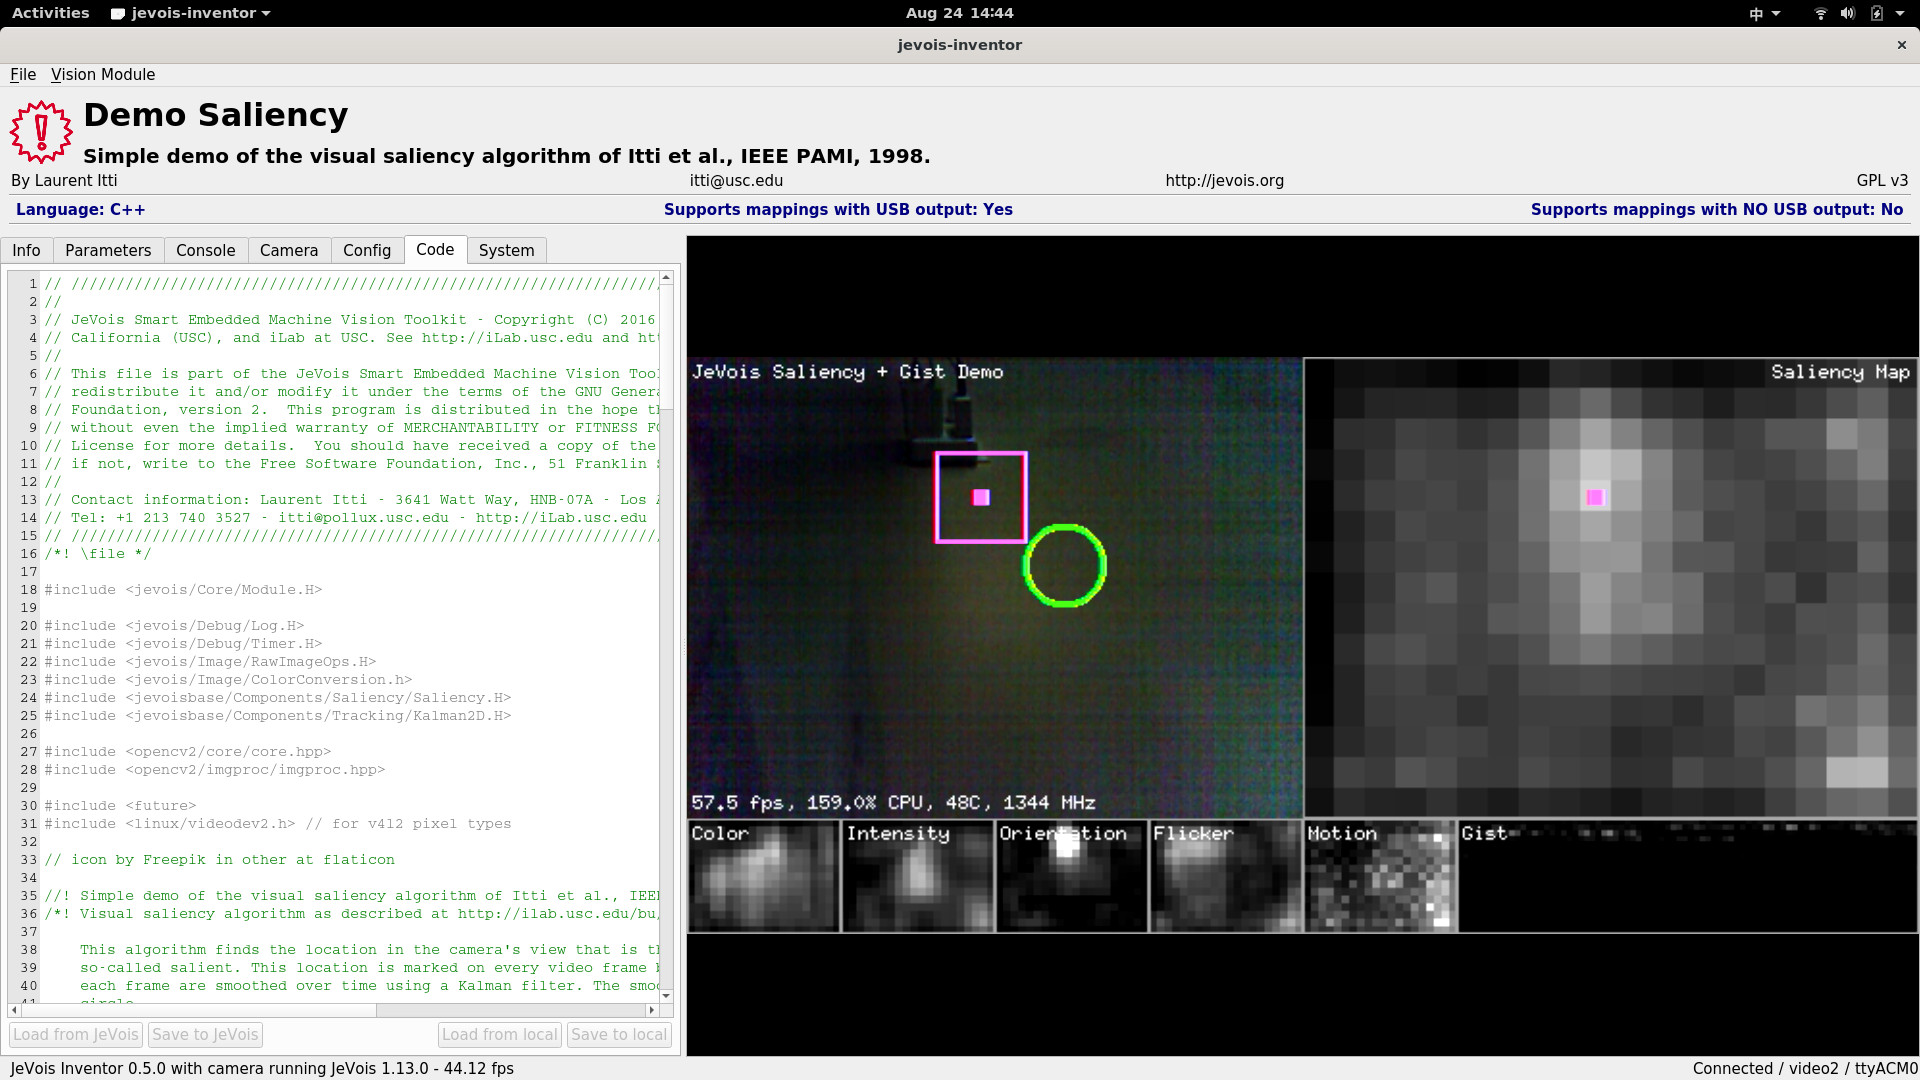 Activities jevois-inventor Aug 24 14:44 中
jevois-inventor ×
File Vision Module
Demo Saliency
Simple demo of the visual saliency algorithm of Itti et al., IEEE PAMI, 1998.
By Laurent Itti itti@usc.edu http://jevois.org GPL v3
Language: C++ Supports mappings with USB output: Yes Supports mappings with NO USB output: No
Info Parameters Console Camera Config Code System
1 // //////////////////////////////////////////////////////////////////
2 //
3 // JeVois Smart Embedded Machine Vision Toolkit - Copyright (C) 2016
4 // California (USC), and iLab at USC. See http://iLab.usc.edu and
5 //
6 // This file is part of the JeVois Smart Embedded Machine Vision
7 // redistribute it and/or modify it under the terms of the GNU
8 // Foundation, version 2.  This program is distributed in the hope
9 // without even the implied warranty of MERCHANTABILITY or FITNESS
10 // License for more details.  You should have received a copy of the
11 // if not, write to the Free Software Foundation, Inc., 51 Franklin
12 //
13 // Contact information: Laurent Itti - 3641 Watt Way, HNB-07A - Los
14 // Tel: +1 213 740 3527 - itti@pollux.usc.edu - http://iLab.usc.edu
15 // //////////////////////////////////////////////////////////////////
16 /*! \file */
17
18 #include <jevois/Core/Module.H>
19
20 #include <jevois/Debug/Log.H>
21 #include <jevois/Debug/Timer.H>
22 #include <jevois/Image/RawImageOps.H>
23 #include <jevois/Image/ColorConversion.h>
24 #include <jevoisbase/Components/Saliency/Saliency.H>
25 #include <jevoisbase/Components/Tracking/Kalman2D.H>
26
27 #include <opencv2/core/core.hpp>
28 #include <opencv2/imgproc/imgproc.hpp>
29
30 #include <future>
31 #include <linux/videodev2.h> // for v4l2 pixel types
32
33 // icon by Freepik in other at flaticon
34
35 //! Simple demo of the visual saliency algorithm of Itti et al.,
36 /*! Visual saliency algorithm as described at http://ilab.usc.edu/bu/
37
38 This algorithm finds the location in the camera's view that is
39 so-called salient. This location is marked on every video frame
40 each frame are smoothed over time using a Kalman filter. The
Load from JeVois Save to JeVois Load from local Save to local
JeVois Saliency + Gist Demo
Saliency Map
57.5 fps, 159.0% CPU, 48C, 1344 MHz
Color Intensity Orientation Flicker Motion Gist
JeVois Inventor 0.5.0 with camera running JeVois 1.13.0 - 44.12 fps Connected / video2 / ttyACM0